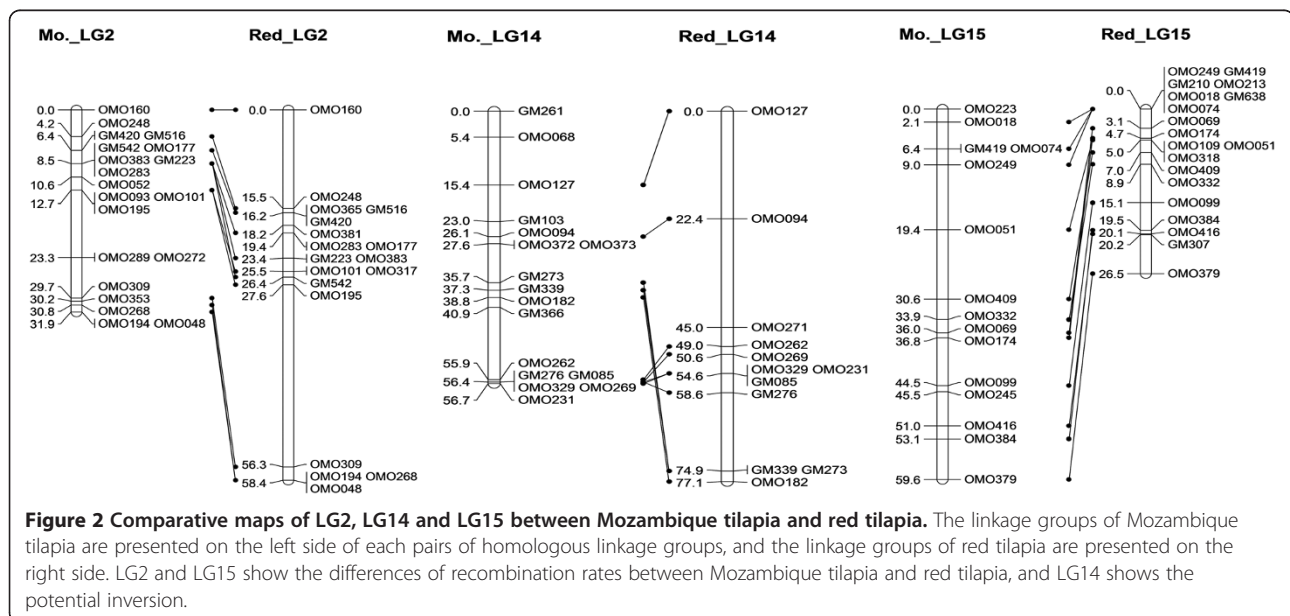 Mo._LG2
Red_LG2
Mo._LG14
Red_LG14
Mo._LG15
Red_LG15
0.0 OMO160
4.2 OMO248
6.4 GM420 GM516
GM542 OMO177
8.5 OMO383 GM223
OMO283
10.6 OMO052
12.7 OMO093 OMO101
OMO195
23.3 OMO289 OMO272
29.7 OMO309
30.2 OMO353
30.8 OMO268
31.9 OMO194 OMO048
0.0 OMO160
15.5 OMO248
16.2 OMO365 GM516
GM420
18.2 OMO381
19.4 OMO283 OMO177
23.4 GM223 OMO383
25.5 OMO101 OMO317
26.4 GM542
27.6 OMO195
56.3 OMO309
58.4 OMO194 OMO268
OMO048
0.0 GM261
5.4 OMO068
15.4 OMO127
23.0 GM103
26.1 OMO094
27.6 OMO372 OMO373
35.7 GM273
37.3 GM339
38.8 OMO182
40.9 GM366
55.9 OMO262
56.4 GM276 GM085
OMO329 OMO269
56.7 OMO231
0.0 OMO127
22.4 OMO094
45.0 OMO271
49.0 OMO262
50.6 OMO269
54.6 OMO329 OMO231
GM085
58.6 GM276
74.9 GM339 GM273
77.1 OMO182
0.0 OMO223
2.1 OMO018
6.4 GM419 OMO074
9.0 OMO249
19.4 OMO051
30.6 OMO409
33.9 OMO332
36.0 OMO069
36.8 OMO174
44.5 OMO099
45.5 OMO245
51.0 OMO416
53.1 OMO384
59.6 OMO379
OMO249 GM419
0.0 GM210 OMO213
OMO018 GM638
OMO074
3.1 OMO069
4.7 OMO174
5.0 OMO109 OMO051
OMO318
7.0 OMO409
8.9 OMO332
15.1 OMO099
19.5 OMO384
20.1 OMO416
20.2 GM307
26.5 OMO379
Figure 2 Comparative maps of LG2, LG14 and LG15 between Mozambique tilapia and red tilapia. The linkage groups of Mozambique
tilapia are presented on the left side of each pairs of homologous linkage groups, and the linkage groups of red tilapia are presented on the
right side. LG2 and LG15 show the differences of recombination rates between Mozambique tilapia and red tilapia, and LG14 shows the
potential inversion.